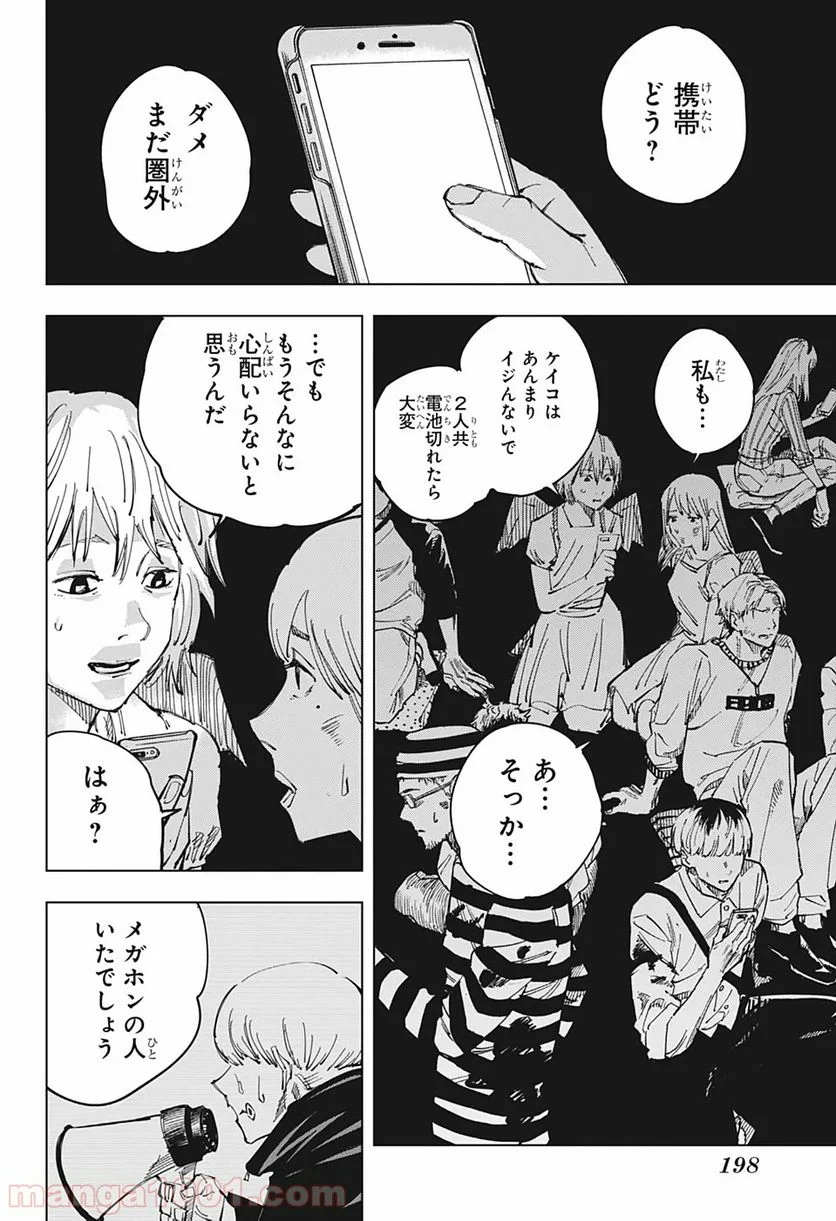 携帯
どう？
ダメ
まだ圏外
私も…
ケイコは
あんまり
イジんないで
2人共
電池切れたら
大変
あ…
そっか…
…でも
もうそんなに
心配いらないと
思うんだ
はぁ？
メガホンの人
いたでしょう
198
manga1001.com